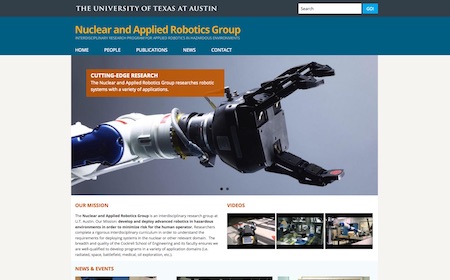 THE UNIVERSITY OF TEXAS AT AUSTIN
Search
GO!
Nuclear and Applied Robotics Group
INTERDISCIPLINARY RESEARCH PROGRAM FOR APPLIED ROBOTICS IN HAZARDOUS ENVIRONMENTS
HOME PEOPLE PUBLICATIONS NEWS CONTACT
CUTTING-EDGE RESEARCH
The Nuclear and Applied Robotics Group researches robotic
systems with a variety of applications.
OUR MISSION
The Nuclear and Applied Robotics Group is an interdisciplinary research group at
U.T. Austin. Our Mission: develop and deploy advanced robotics in hazardous
environments in order to minimize risk for the human operator. Researchers
complete a rigorous interdisciplinary curriculum in order to understand the
requirements for deploying systems in the nuclear or other relevant domain. The
breadth and quality of the Cockrell School of Engineering and its faculty ensures we
are well-qualified to develop programs in a variety of application domains (i.e.
radiated, space, battlefield, medical, oil exploration, etc.).
VIDEOS
NEWS & EVENTS